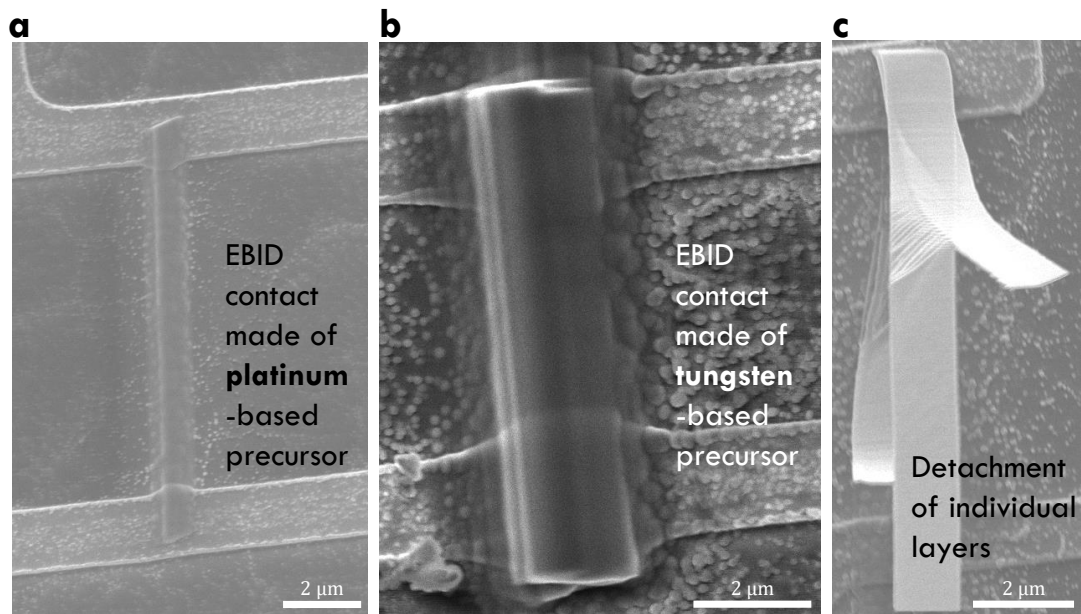 a
EBID
contact
made of
platinum
-based
precursor
2 μm
b
EBID
contact
made of
tungsten
-based
precursor
2 μm
c
Detachment
of individual
layers
2 μm